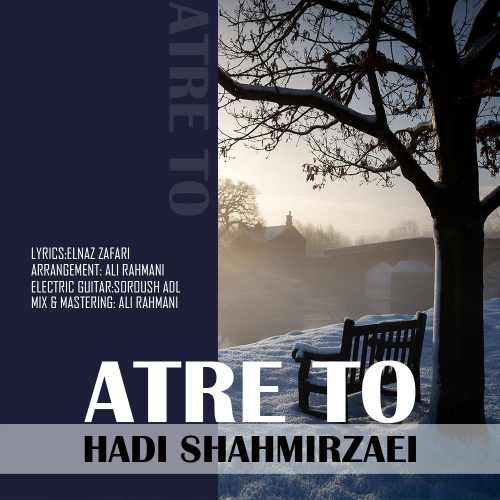 ATRE TO
LYRICS:ELNAZ ZAFARI
ARRANGEMENT: ALI RAHMANI
ELECTRIC GUITAR:SOROUSH ADL
MIX & MASTERING: ALI RAHMANI
ATRE TO
HADI SHAHMIRZAEI